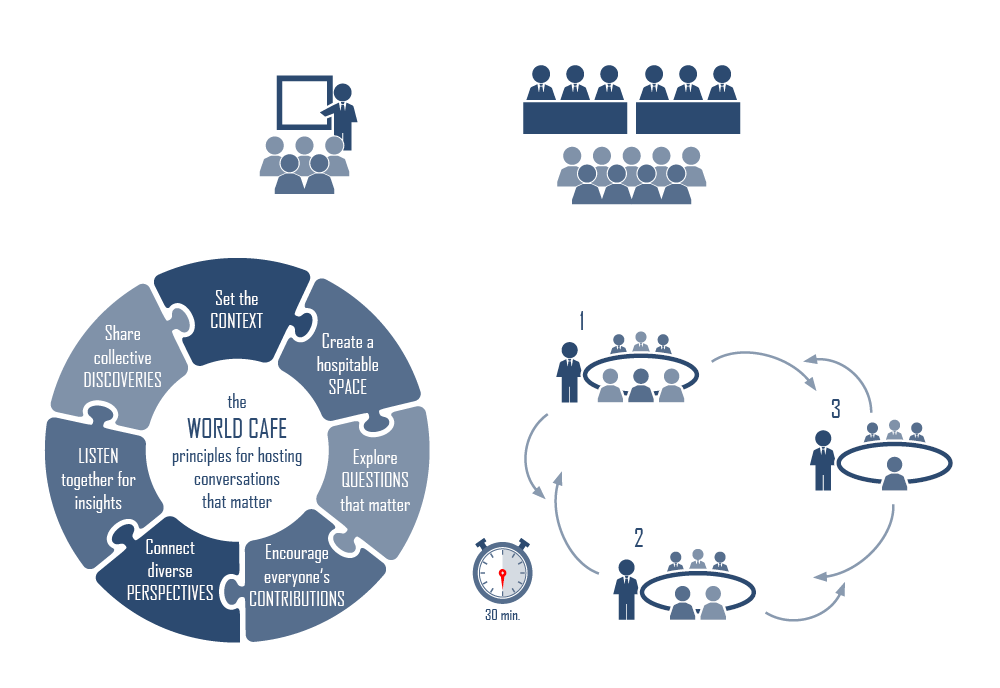 Set the
CONTEXT
Create a
hospitable
SPACE
Explore
QUESTIONS
that matter
Encourage
everyone's
CONTRIBUTIONS
Connect
diverse
PERSPECTIVES
LISTEN
together for
insights
Share
collective
DISCOVERIES
the
WORLD CAFE
principles for hosting
conversations
that matter
1
2
3
30 min.